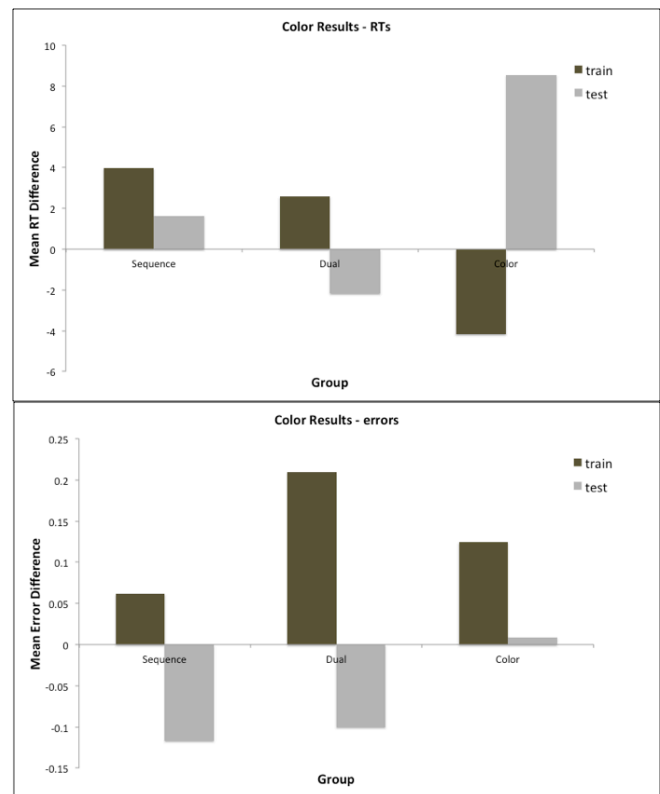 Color Results - RTs
10
8
6
4
2
0
-2
-4
-6
Mean RT Difference
train
test
Sequence Dual Color
Group
Color Results - errors
0.25
0.2
0.15
0.1
0.05
0
-0.05
-0.1
-0.15
Mean Error Difference
train
test
Sequence Dual Color
Group